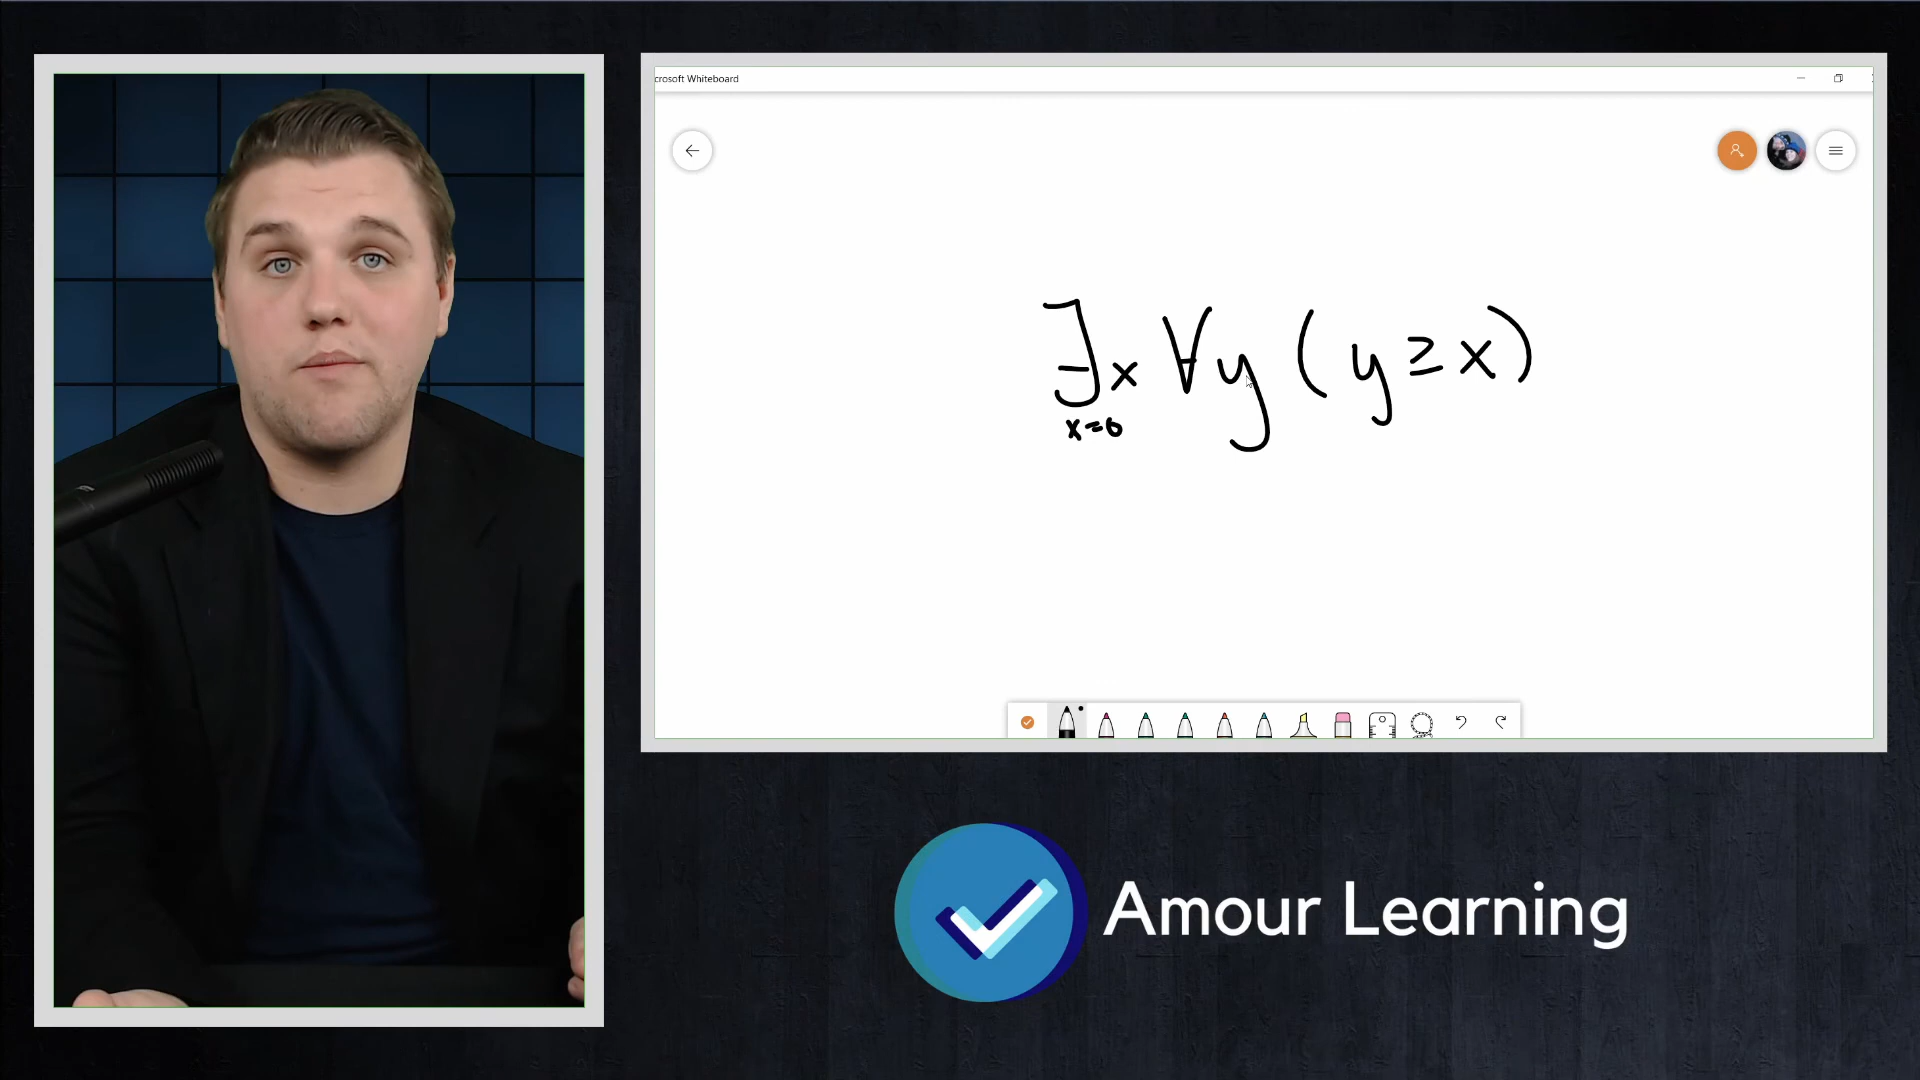 crosoft Whiteboard
∃x ∀y (y ≥ x)
x=0
Amour Learning